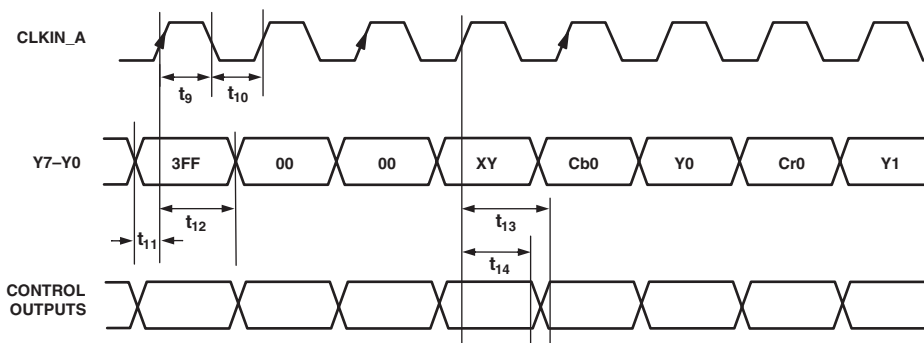 CLKIN_A
t9 t10
Y7–Y0 3FF 00 00 XY Cb0 Y0 Cr0 Y1
t12 t13
t11 t14
CONTROL
OUTPUTS